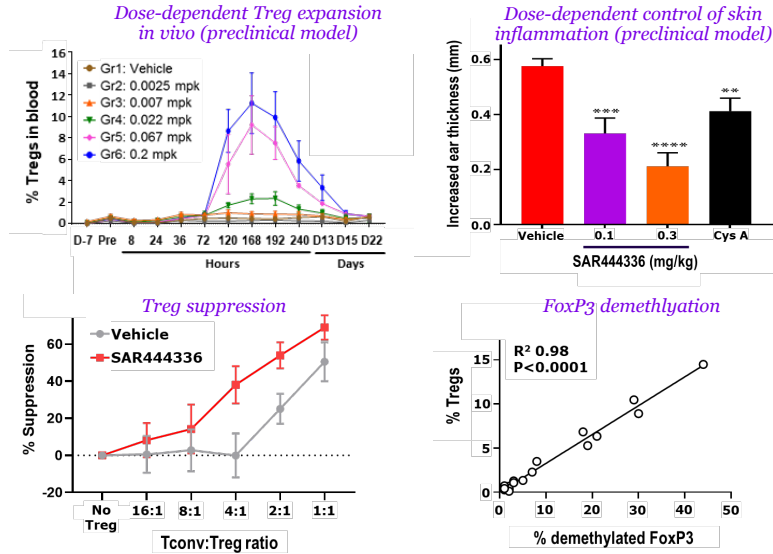 Dose-dependent Treg expansion
in vivo (preclinical model)
% Tregs in blood
16
14
12
10
8
6
4
2
0
Gr1: Vehicle
Gr2: 0.0025 mpk
Gr3: 0.007 mpk
Gr4: 0.022 mpk
Gr5: 0.067 mpk
Gr6: 0.2 mpk
D-7 Pre 8 24 36 72 120 168 192 240 D13 D15 D22
Hours Days
Dose-dependent control of skin
inflammation (preclinical model)
Increased ear thickness (mm)
0.6
0.4
0.2
0.0
***
****
**
Vehicle 0.1 0.3 Cys A
SAR444336 (mg/kg)
Treg suppression
% Suppression
60
40
20
0
-20
Vehicle
SAR444336
No Treg 16:1 8:1 4:1 2:1 1:1
Tconv:Treg ratio
FoxP3 demethlyation
% Tregs
15
10
5
0
R² 0.98
P<0.0001
0 10 20 30 40 50
% demethylated FoxP3